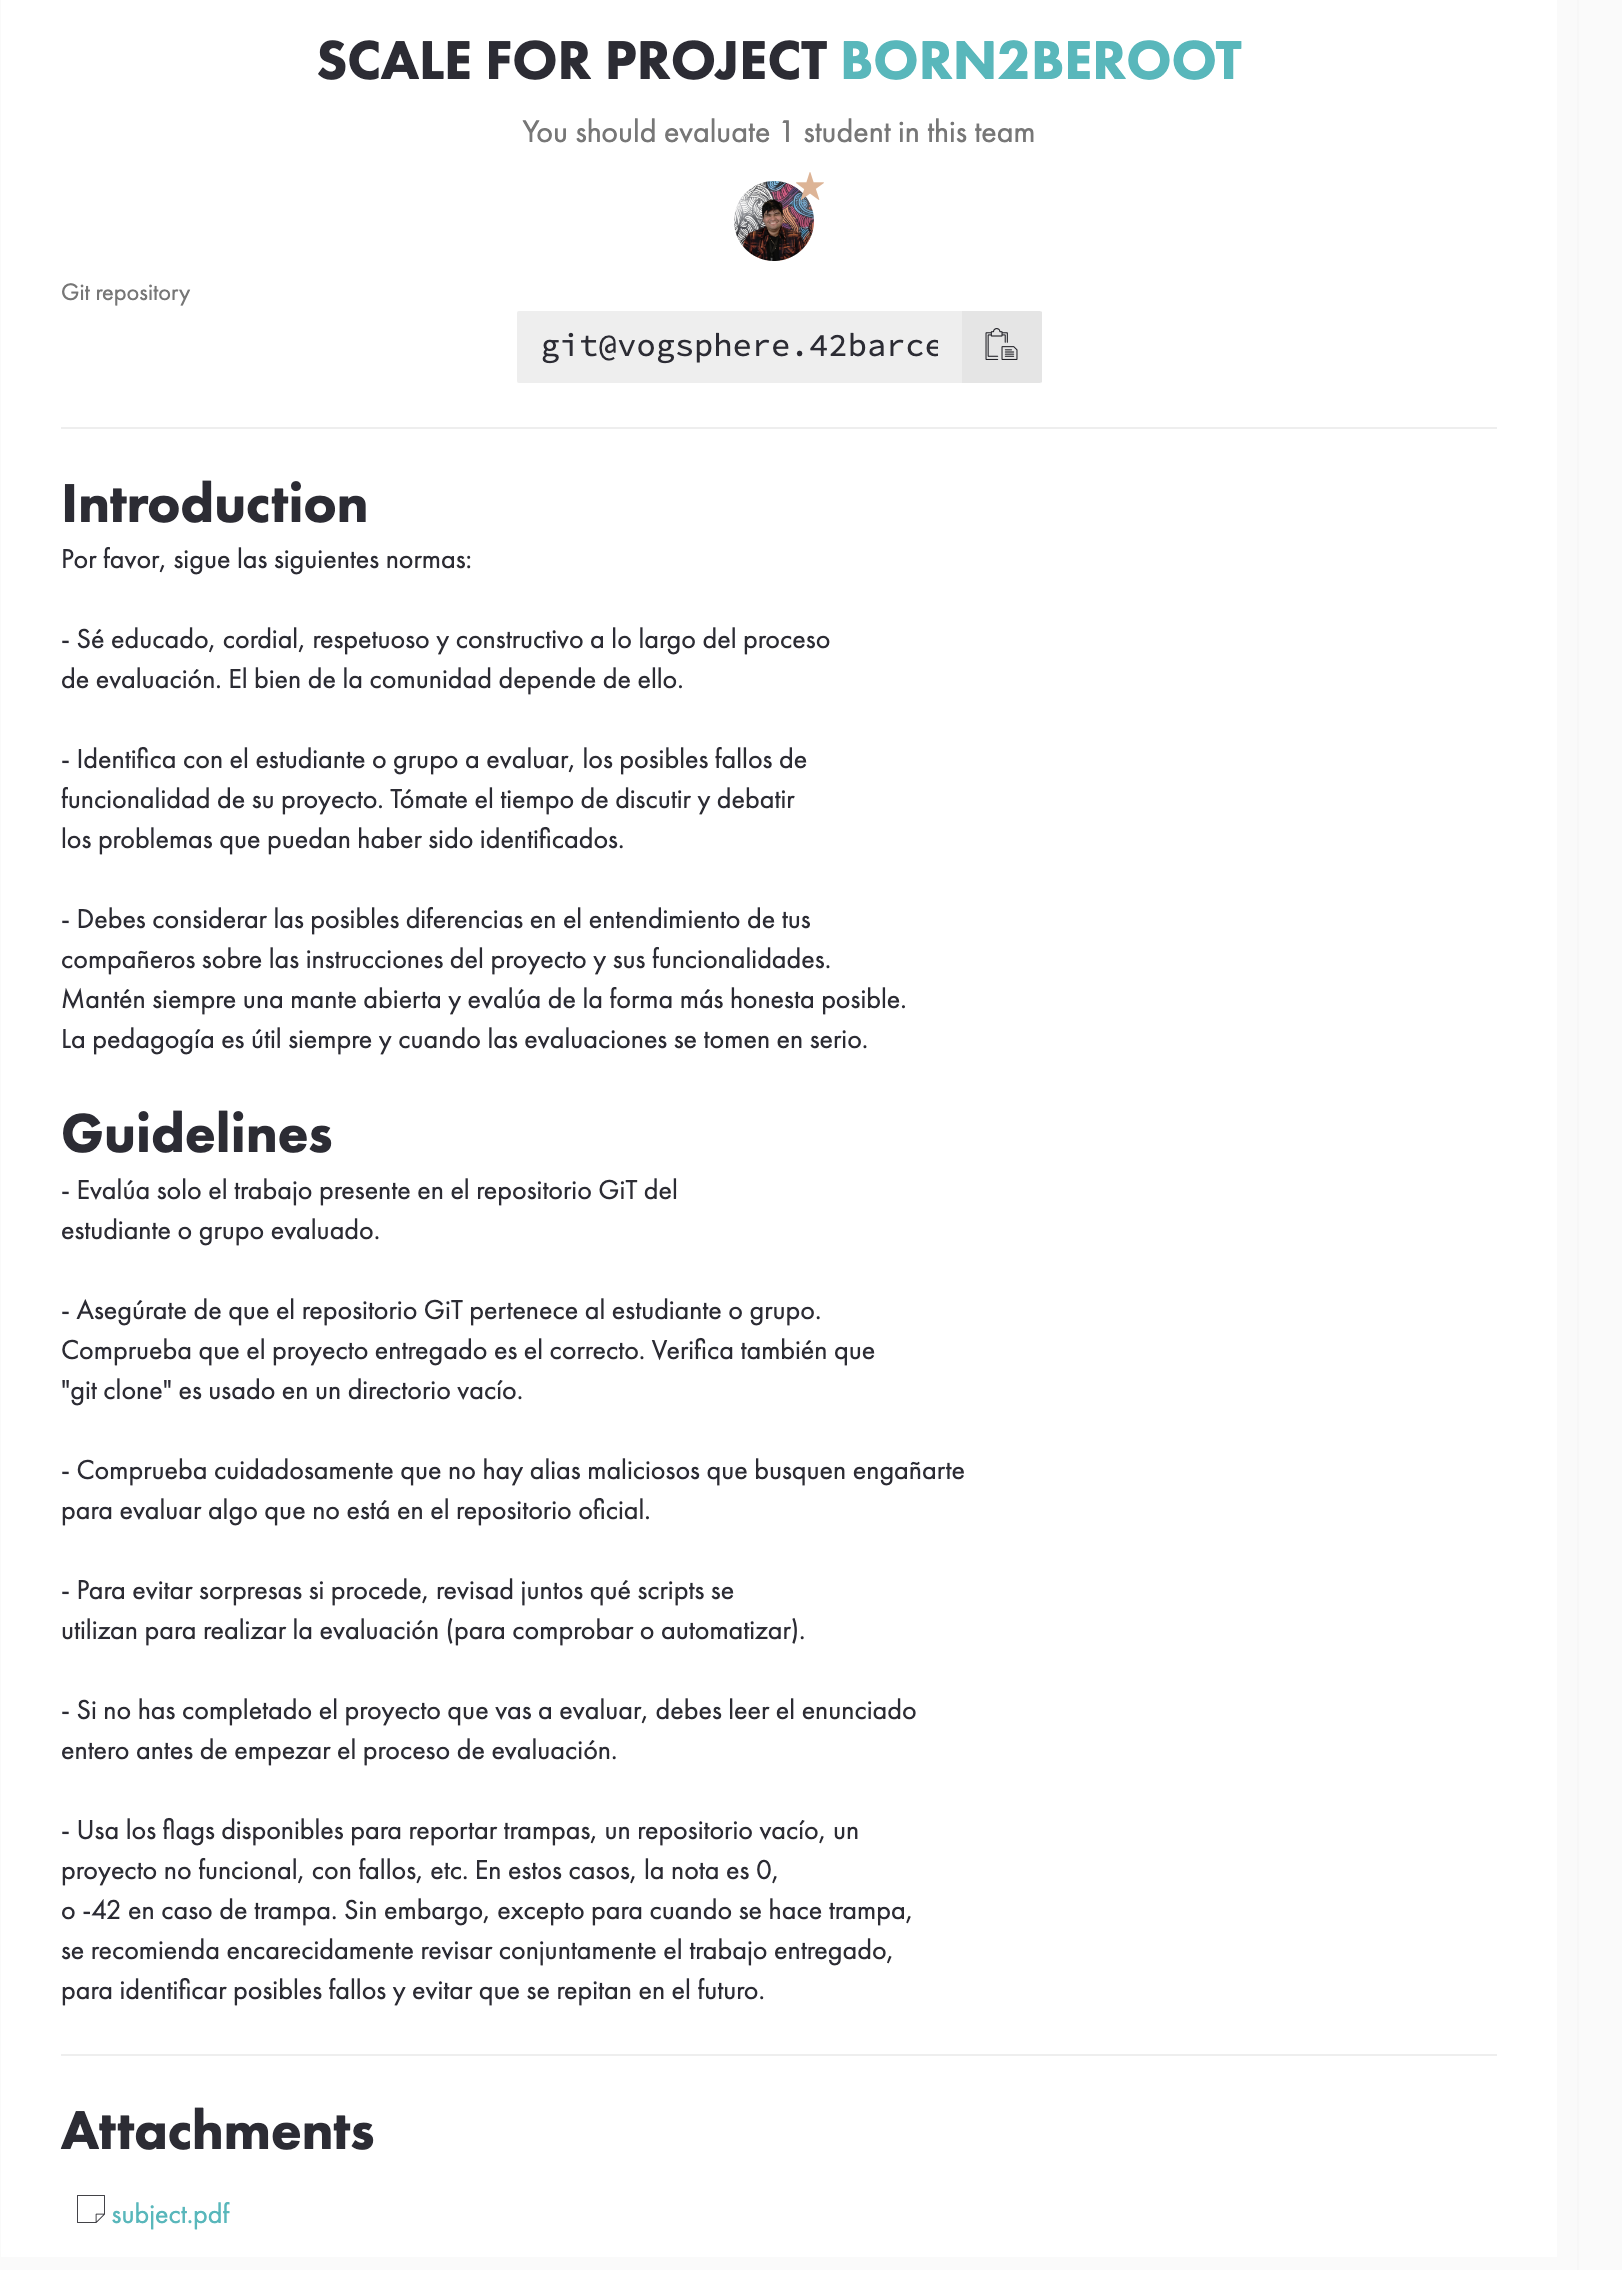 SCALE FOR PROJECT BORN2BEROOT
You should evaluate 1 student in this team
Git repository
git@vogsphere.42barce
Introduction
Por favor, sigue las siguientes normas:
- Sé educado, cordial, respetuoso y constructivo a lo largo del proceso
de evaluación. El bien de la comunidad depende de ello.
- Identifica con el estudiante o grupo a evaluar, los posibles fallos de
funcionalidad de su proyecto. Tómate el tiempo de discutir y debatir
los problemas que puedan haber sido identificados.
- Debes considerar las posibles diferencias en el entendimiento de tus
compañeros sobre las instrucciones del proyecto y sus funcionalidades.
Mantén siempre una mante abierta y evalúa de la forma más honesta posible.
La pedagogía es útil siempre y cuando las evaluaciones se tomen en serio.
Guidelines
- Evalúa solo el trabajo presente en el repositorio GiT del
estudiante o grupo evaluado.
- Asegúrate de que el repositorio GiT pertenece al estudiante o grupo.
Comprueba que el proyecto entregado es el correcto. Verifica también que
"git clone" es usado en un directorio vacío.
- Comprueba cuidadosamente que no hay alias maliciosos que busquen engañarte
para evaluar algo que no está en el repositorio oficial.
- Para evitar sorpresas si procede, revisad juntos qué scripts se
utilizan para realizar la evaluación (para comprobar o automatizar).
- Si no has completado el proyecto que vas a evaluar, debes leer el enunciado
entero antes de empezar el proceso de evaluación.
- Usa los flags disponibles para reportar trampas, un repositorio vacío, un
proyecto no funcional, con fallos, etc. En estos casos, la nota es 0,
o -42 en caso de trampa. Sin embargo, excepto para cuando se hace trampa,
se recomienda encarecidamente revisar conjuntamente el trabajo entregado,
para identificar posibles fallos y evitar que se repitan en el futuro.
Attachments
subject.pdf